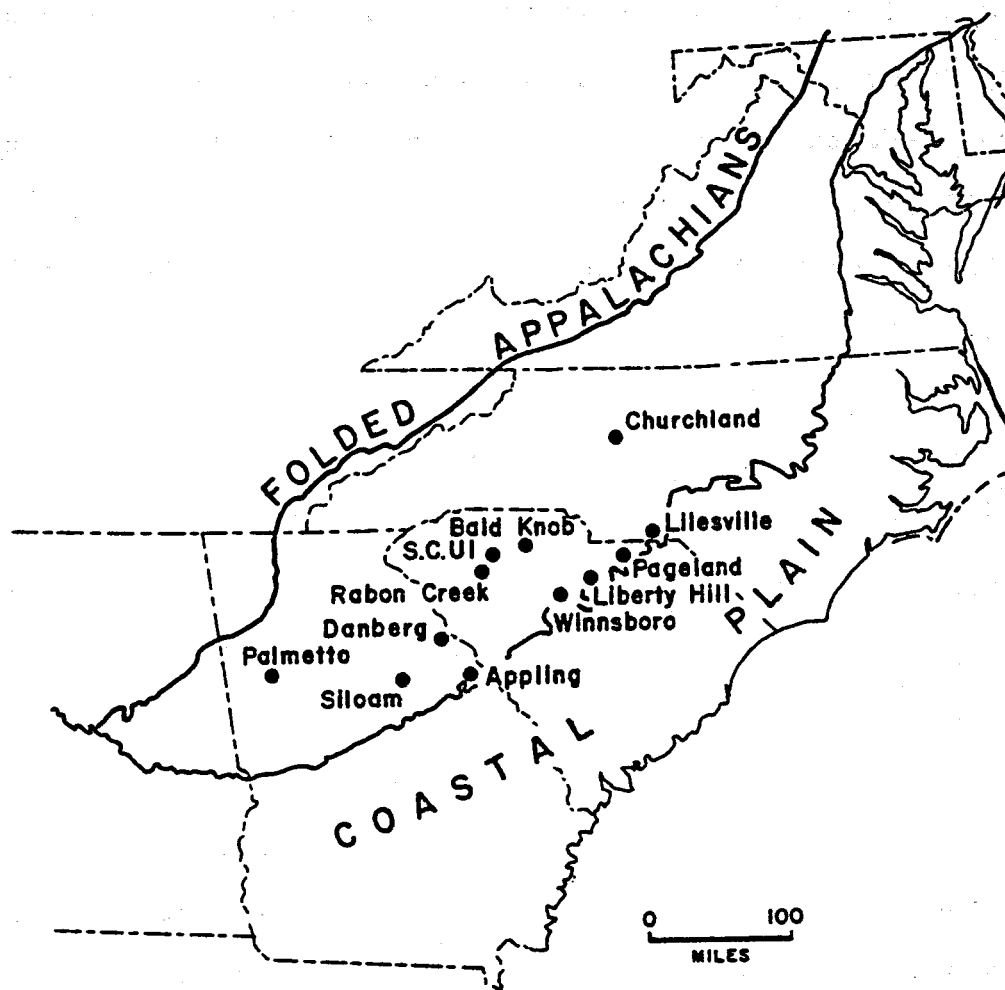 FOLDED APPALACHIANS
Churchland
Lilesville
Bald Knob
S.C.UI
Pageland
Rabon Creek
Liberty Hill
Winnsboro
Danberg
Palmetto
Appling
Siloam
COASTAL PLAIN
0 100
MILES